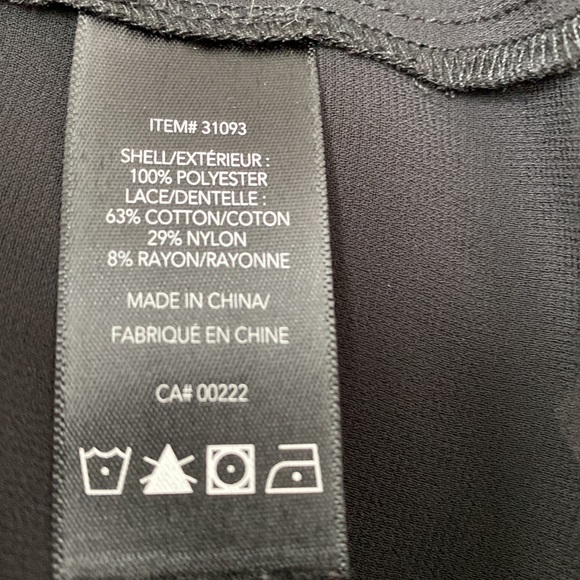 ITEM# 31093
SHELL/EXTÉRIEUR :
100% POLYESTER
LACE/DENTELLE :
63% COTTON/COTON
29% NYLON
8% RAYON/RAYONNE
MADE IN CHINA/
FABRIQUÉ EN CHINE
CA# 00222